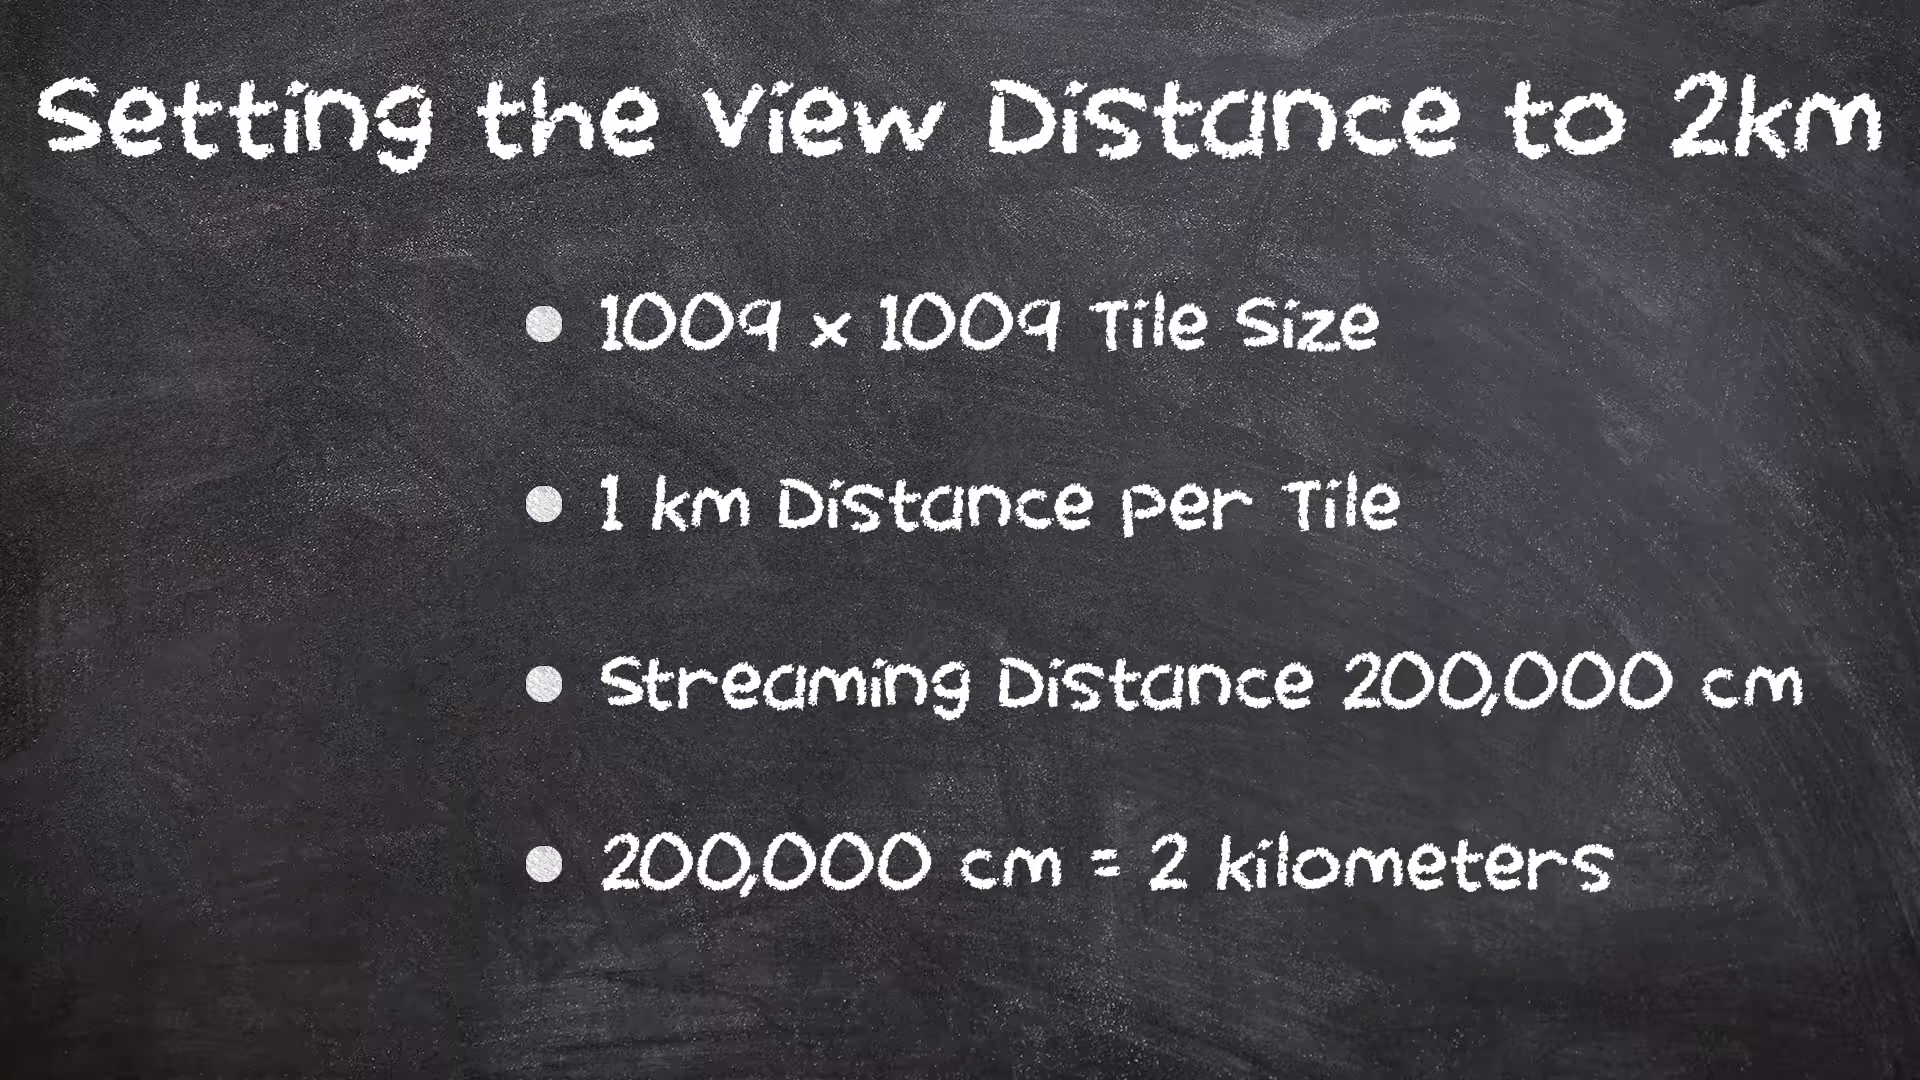 Setting the View Distance to 2km
1009 x 1009 Tile Size
1 km Distance per Tile
Streaming Distance 200,000 cm
200,000 cm = 2 kilometers